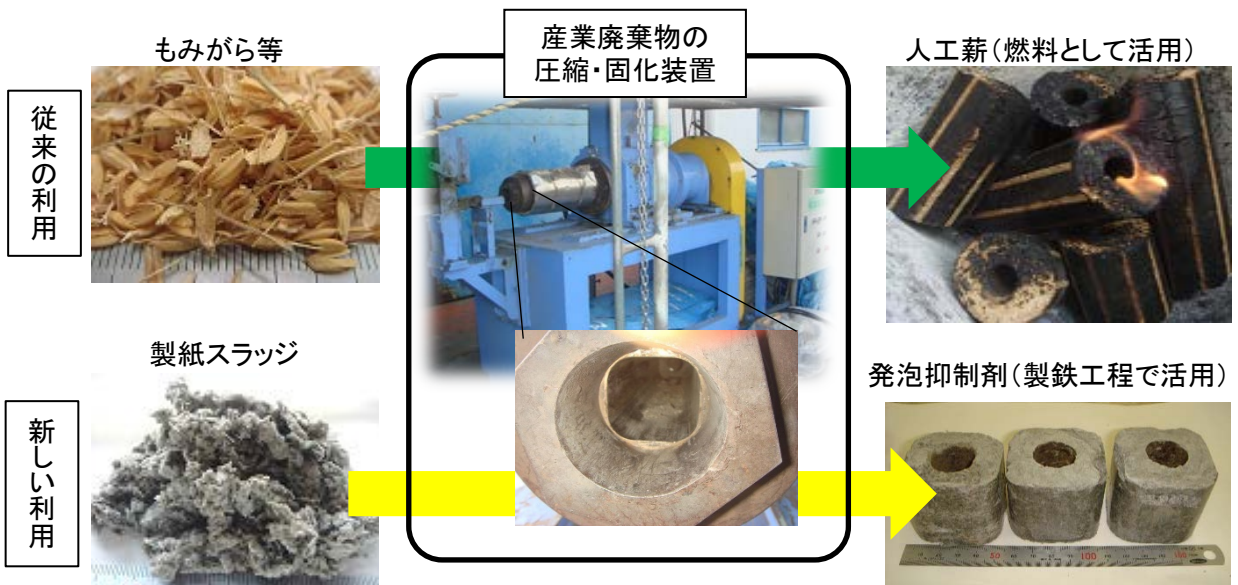 産業廃棄物の
圧縮・固化装置
従来の利用
もみがら等
人工薪（燃料として活用）
新しい利用
製紙スラッジ
発泡抑制剤（製鉄工程で活用）
50
100